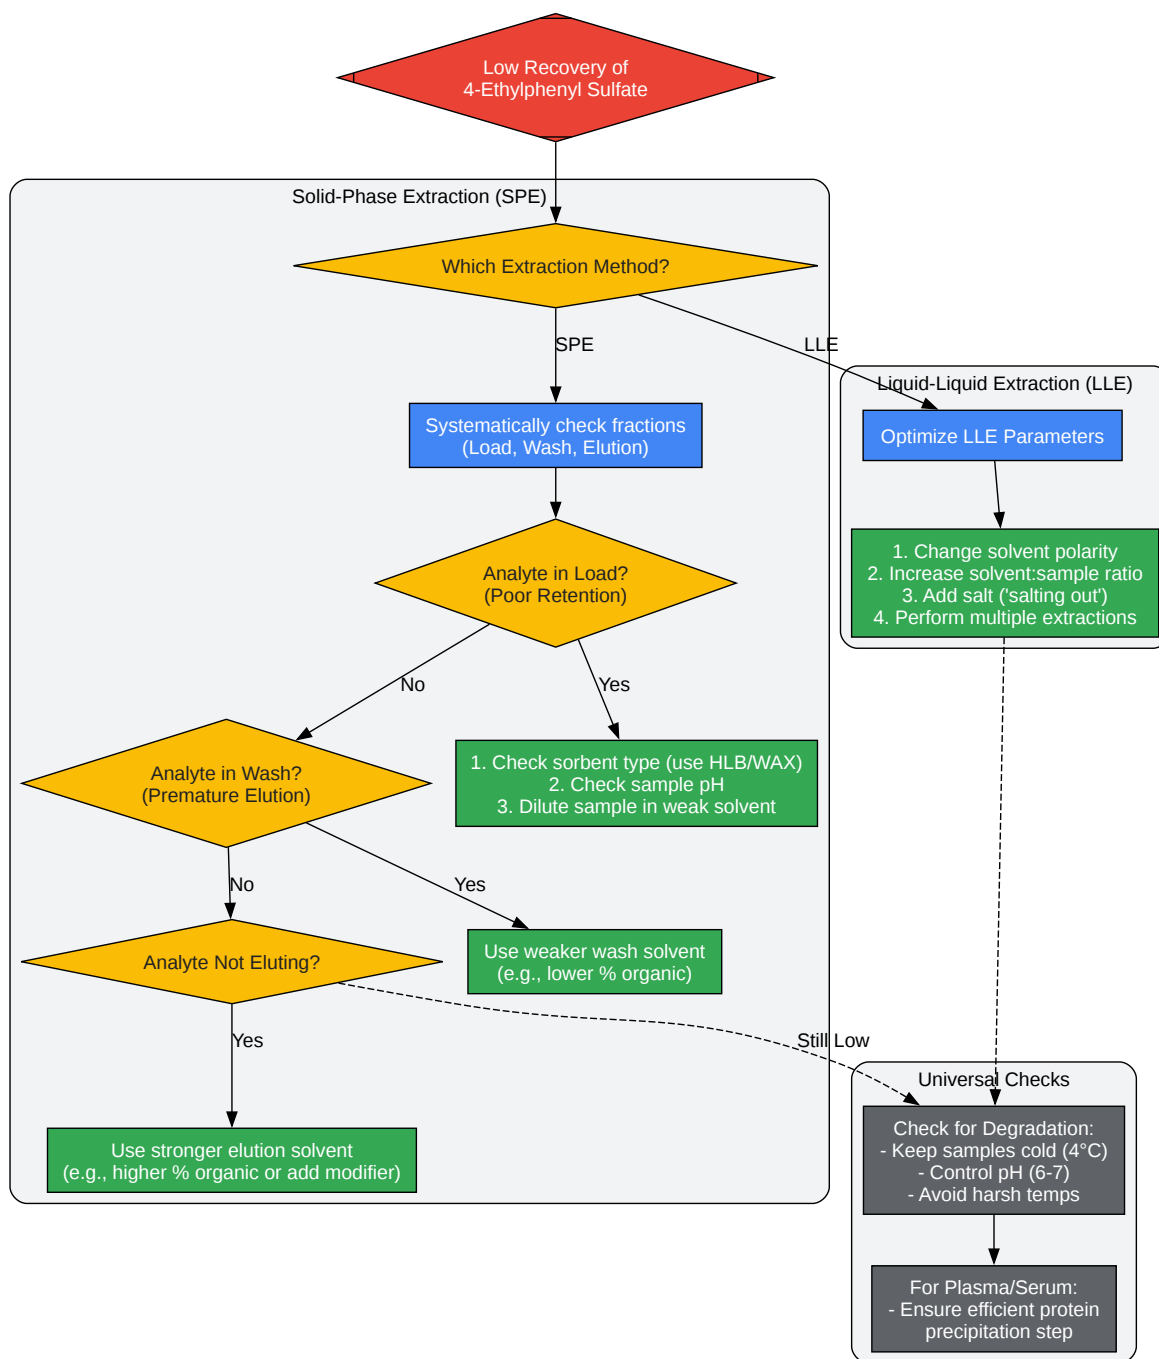 Low Recovery of
4-Ethylphenyl Sulfate
Solid-Phase Extraction (SPE)
Which Extraction Method?
SPE
LLE
Liquid-Liquid Extraction (LLE)
Systematically check fractions
(Load, Wash, Elution)
Optimize LLE Parameters
Analyte in Load?
(Poor Retention)
1. Change solvent polarity
2. Increase solvent:sample ratio
3. Add salt ('salting out')
4. Perform multiple extractions
No
Yes
Analyte in Wash?
(Premature Elution)
1. Check sorbent type (use HLB/WAX)
2. Check sample pH
3. Dilute sample in weak solvent
No
Yes
Analyte Not Eluting?
Use weaker wash solvent
(e.g., lower % organic)
Yes
Still Low
Universal Checks
Use stronger elution solvent
(e.g., higher % organic or add modifier)
Check for Degradation:
- Keep samples cold (4°C)
- Control pH (6-7)
- Avoid harsh temps
For Plasma/Serum:
- Ensure efficient protein
precipitation step